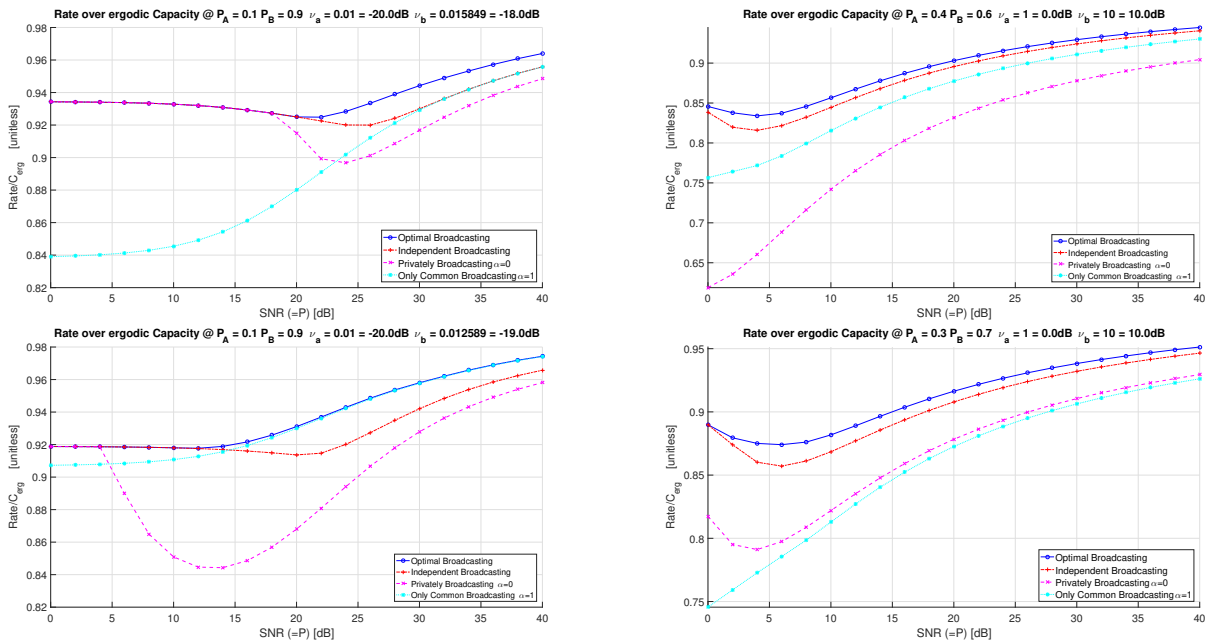 Rate over ergodic Capacity @ P_A = 0.1 P_B = 0.9 ν_a = 0.01 = -20.0dB ν_b = 0.015849 = -18.0dB
0.98
0.96
0.94
0.92
0.9
0.88
0.86
0.84
0.82
Rate/C_erg [unitless]
0 5 10 15 20 25 30 35 40
SNR (=P) [dB]
Optimal Broadcasting
Independent Broadcasting
Privately Broadcasting α=0
Only Common Broadcasting α=1
Rate over ergodic Capacity @ P_A = 0.4 P_B = 0.6 ν_a = 1 = 0.0dB ν_b = 10 = 10.0dB
0.9
0.85
0.8
0.75
0.7
0.65
Rate/C_erg [unitless]
0 5 10 15 20 25 30 35 40
SNR (=P) [dB]
Optimal Broadcasting
Independent Broadcasting
Privately Broadcasting α=0
Only Common Broadcasting α=1
Rate over ergodic Capacity @ P_A = 0.1 P_B = 0.9 ν_a = 0.01 = -20.0dB ν_b = 0.012589 = -19.0dB
0.98
0.96
0.94
0.92
0.9
0.88
0.86
0.84
0.82
Rate/C_erg [unitless]
0 5 10 15 20 25 30 35 40
SNR (=P) [dB]
Optimal Broadcasting
Independent Broadcasting
Privately Broadcasting α=0
Only Common Broadcasting α=1
Rate over ergodic Capacity @ P_A = 0.3 P_B = 0.7 ν_a = 1 = 0.0dB ν_b = 10 = 10.0dB
0.95
0.9
0.85
0.8
0.75
Rate/C_erg [unitless]
0 5 10 15 20 25 30 35 40
SNR (=P) [dB]
Optimal Broadcasting
Independent Broadcasting
Privately Broadcasting α=0
Only Common Broadcasting α=1